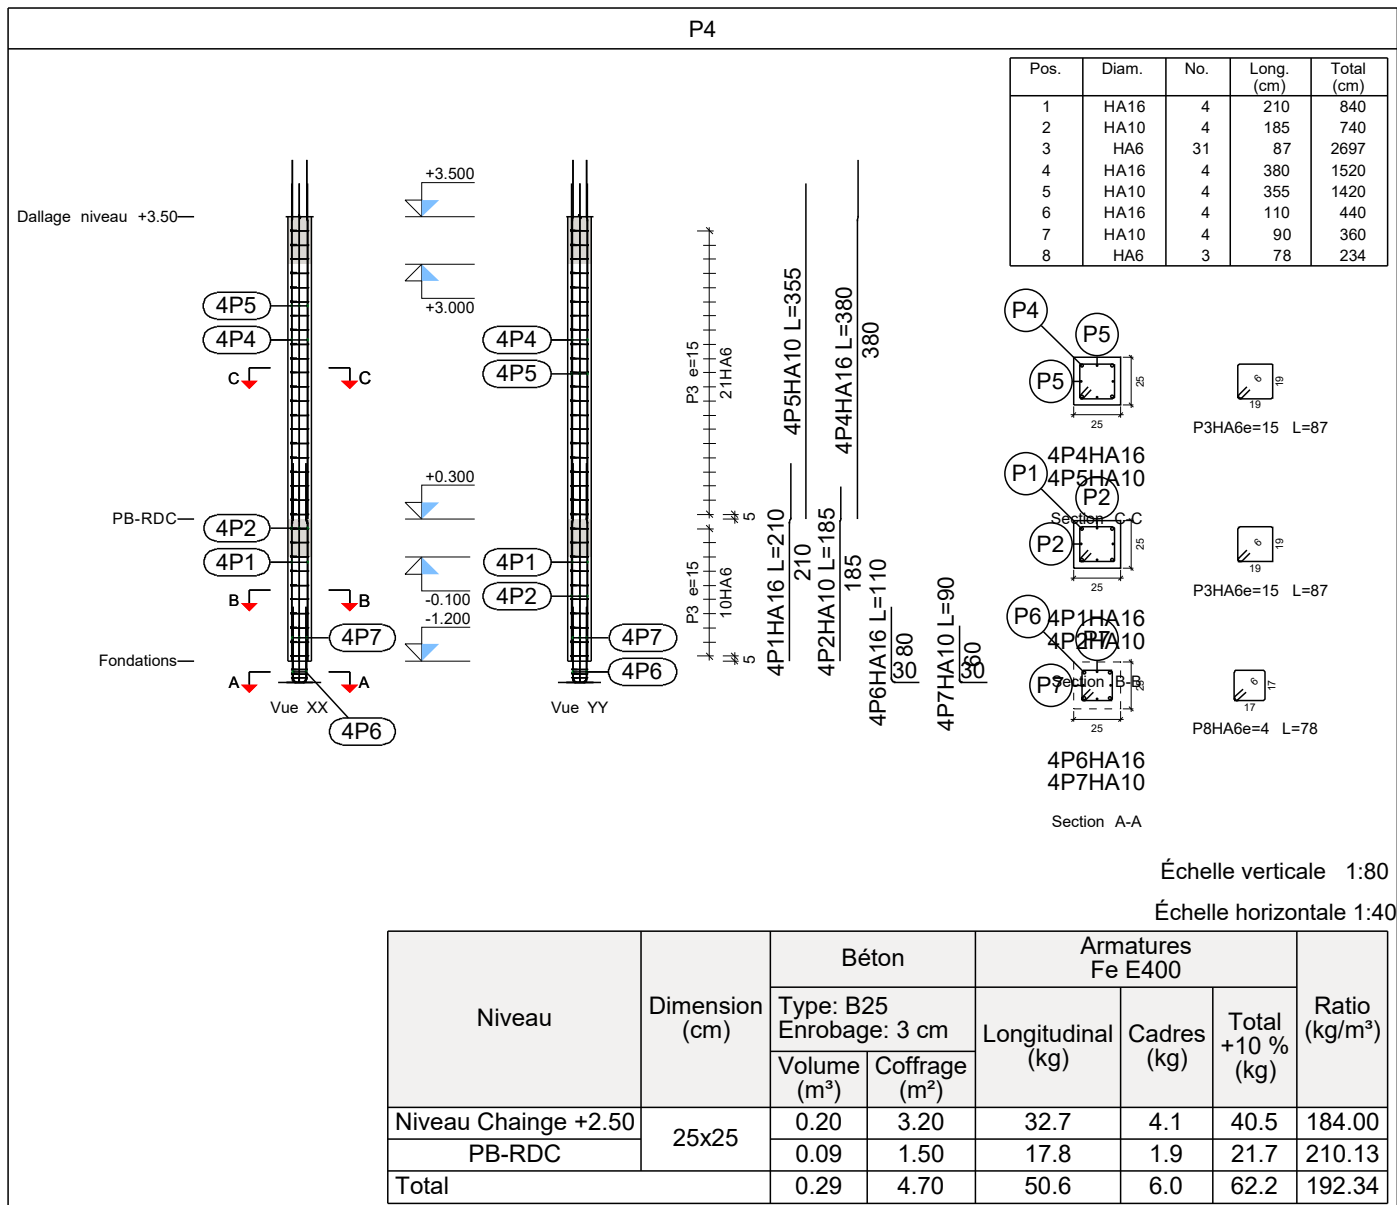 P4
Pos. Diam. No. Long. (cm) Total (cm)
1 HA16 4 210 840
2 HA10 4 185 740
3 HA6 31 87 2697
4 HA16 4 380 1520
5 HA10 4 355 1420
6 HA16 4 110 440
7 HA10 4 90 360
8 HA6 3 78 234
Dallage niveau +3.50
+3.500
+3.000
4P5
4P4
4P4
4P5
C C
PB-RDC
+0.300
4P2
4P1
4P1
4P2
B B
-0.100
-1.200
4P7
4P7
Fondations
4P6
A A
Vue XX
Vue YY
4P6
P3 e=15
21HA6
5
P3 e=15
10HA6
5
4P5HA10 L=355
4P4HA16 L=380
380
4P1HA16 L=210
210
4P2HA10 L=185
185
4P6HA16 L=110
80
30
4P7HA10 L=90
60
30
P4
P5
P5
25
25
4P4HA16
4P5HA10
Section C-C
6
19
19
P3HA6e=15 L=87
P1
P2
P2
25
25
4P1HA16
4P2HA10
Section B-B
6
19
19
P3HA6e=15 L=87
P6
P7
P7
25
25
4P6HA16
4P7HA10
Section A-A
6
17
17
P8HA6e=4 L=78
Échelle verticale 1:80
Échelle horizontale 1:40
Niveau Dimension (cm) Béton Armatures Fe E400 Ratio (kg/m³)
Type: B25
Enrobage: 3 cm
Longitudinal (kg) Cadres (kg) Total +10 % (kg)
Volume (m³) Coffrage (m²)
Niveau Chainge +2.50 25x25 0.20 3.20 32.7 4.1 40.5 184.00
PB-RDC 0.09 1.50 17.8 1.9 21.7 210.13
Total 0.29 4.70 50.6 6.0 62.2 192.34